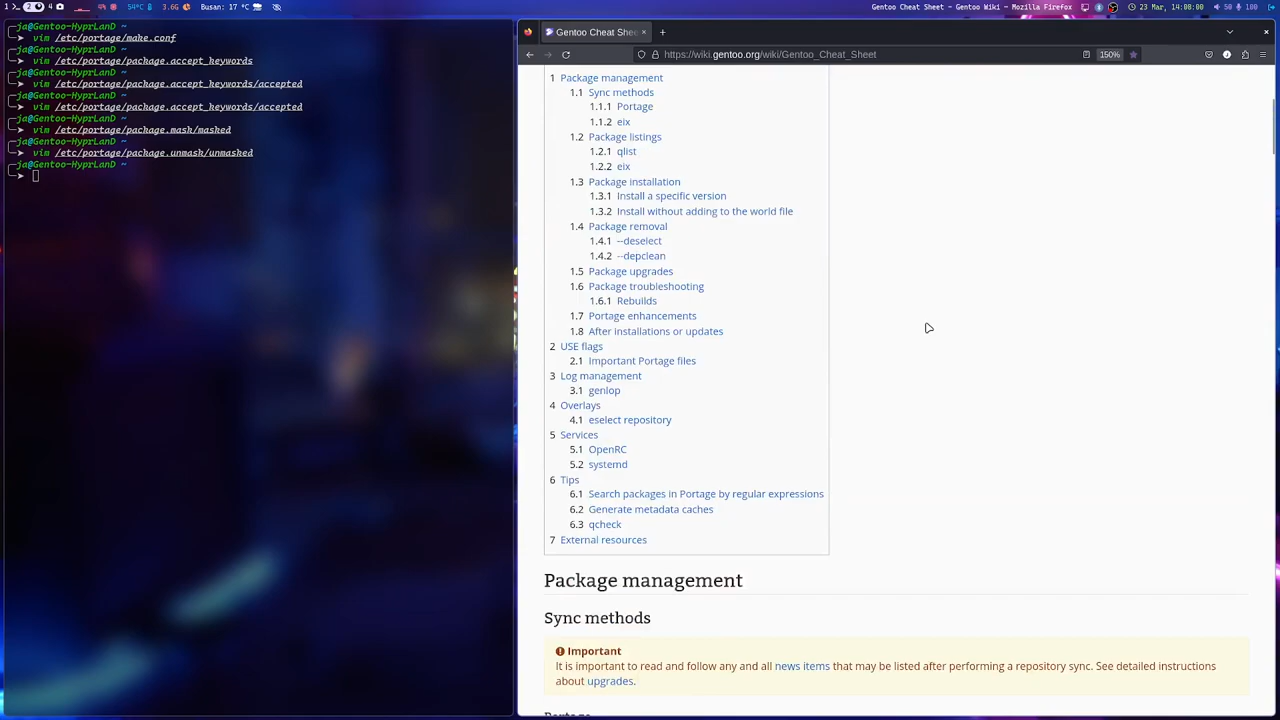 1 2 4 94% 54°C 3.6G Busan: 17 °C
Gentoo Cheat Sheet - Gentoo Wiki - Mozilla Firefox
23 Mar, 14:08:00 50 100
ja@Gentoo-HyprLanD ~
vim /etc/portage/make.conf
ja@Gentoo-HyprLanD ~
vim /etc/portage/package.accept_keywords
ja@Gentoo-HyprLanD ~
vim /etc/portage/package.accept_keywords/accepted
ja@Gentoo-HyprLanD ~
vim /etc/portage/package.accept_keywords/accepted
ja@Gentoo-HyprLanD ~
vim /etc/portage/package.mask/masked
ja@Gentoo-HyprLanD ~
vim /etc/portage/package.unmask/unmasked
ja@Gentoo-HyprLanD ~
Gentoo Cheat Shee
https://wiki.gentoo.org/wiki/Gentoo_Cheat_Sheet 150%
1 Package management
1.1 Sync methods
1.1.1 Portage
1.1.2 eix
1.2 Package listings
1.2.1 qlist
1.2.2 eix
1.3 Package installation
1.3.1 Install a specific version
1.3.2 Install without adding to the world file
1.4 Package removal
1.4.1 --deselect
1.4.2 --depclean
1.5 Package upgrades
1.6 Package troubleshooting
1.6.1 Rebuilds
1.7 Portage enhancements
1.8 After installations or updates
2 USE flags
2.1 Important Portage files
3 Log management
3.1 genlop
4 Overlays
4.1 eselect repository
5 Services
5.1 OpenRC
5.2 systemd
6 Tips
6.1 Search packages in Portage by regular expressions
6.2 Generate metadata caches
6.3 qcheck
7 External resources
Package management
Sync methods
Important
It is important to read and follow any and all news items that may be listed after performing a repository sync. See detailed instructions
about upgrades.
Portage